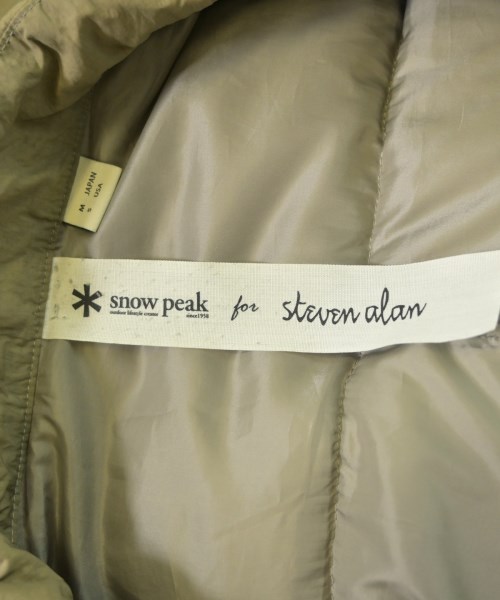 JAPAN M
USA S
snow peak for steven alan
outdoor lifestyle creator
since1958